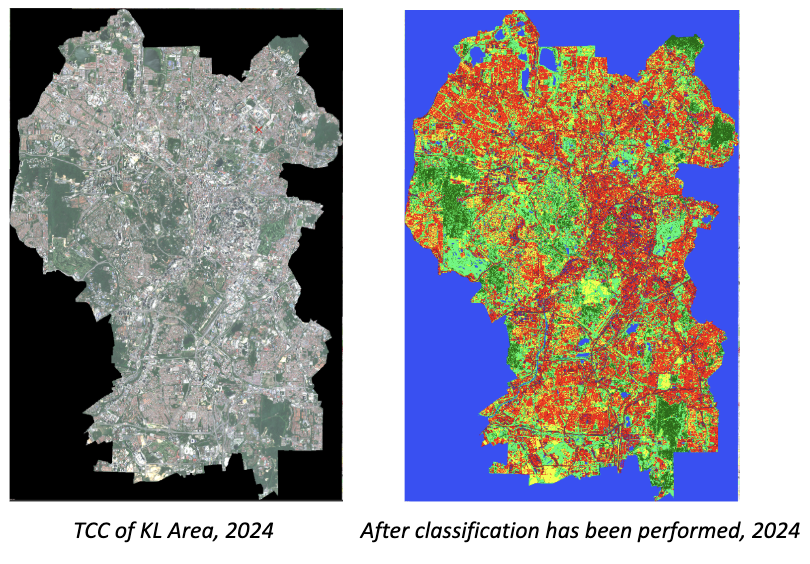 TCC of KL Area, 2024
After classification has been performed, 2024